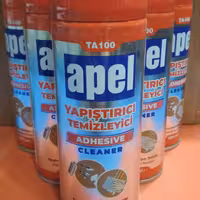 TA100
apel
YAPIŞTIRICI
TEMİZLEYİCİ
ADHESIVE
CLEANER